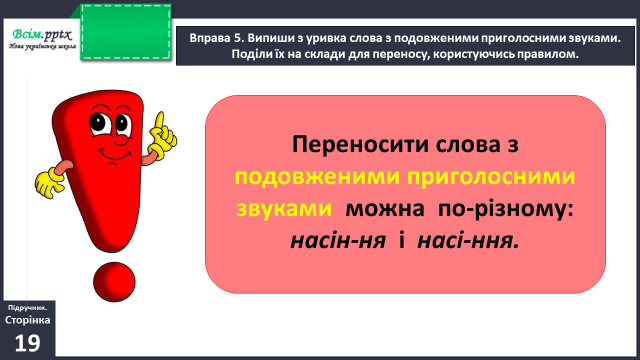 Всім.pptx
Нова українська школа
Вправа 5. Випиши з уривка слова з подовженими приголосними звуками.
Поділи їх на склади для переносу, користуючись правилом.
Переносити слова з
подовженими приголосними
звуками можна по-різному:
насін-ня і насі-ння.
Підручник.
Сторінка
19